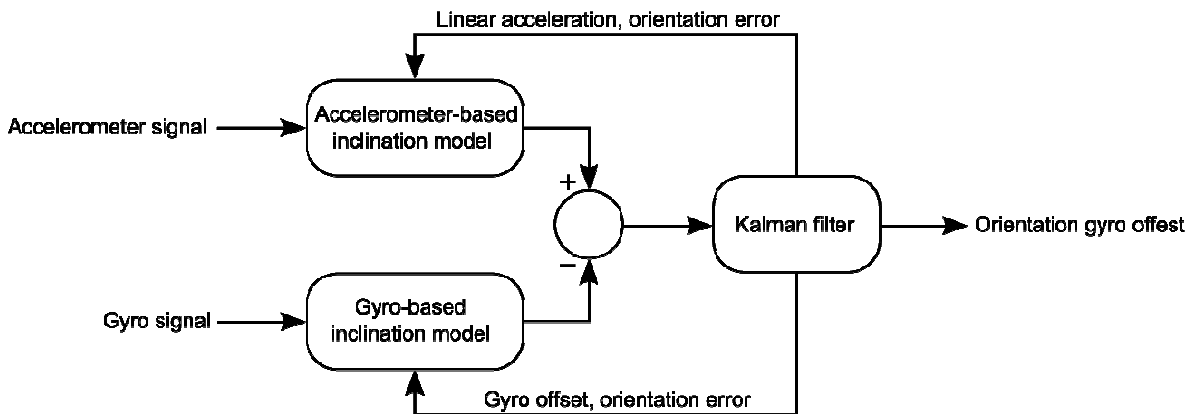 Linear acceleration, orientation error
Accelerometer signal
Accelerometer-based
inclination model
+
Kalman filter
Orientation gyro offest
−
Gyro signal
Gyro-based
inclination model
Gyro offset, orientation error